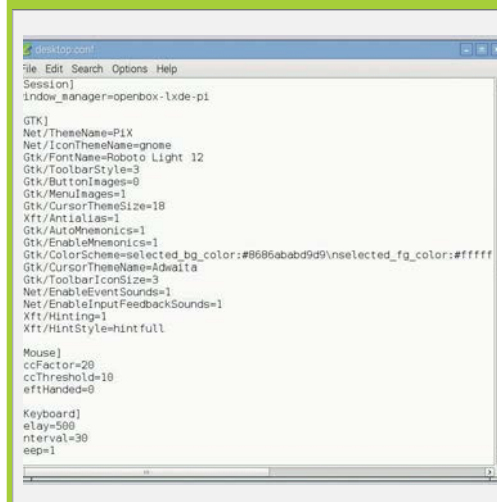 desktop.conf
File Edit Search Options Help
Session]
indow_manager=openbox-lxde-pi
GTK]
Net/ThemeName=PiX
Net/IconThemeName=gnome
Gtk/FontName=Roboto Light 12
Gtk/ToolbarStyle=3
Gtk/ButtonImages=0
Gtk/MenuImages=1
Gtk/CursorThemeSize=18
Xft/Antialias=1
Gtk/AutoMnemonics=1
Gtk/EnableMnemonics=1
Gtk/ColorScheme=selected_bg_color:#8686ababd9d9\nselected_fg_color:#fffff
Gtk/CursorThemeName=Adwaita
Gtk/ToolbarIconSize=3
Net/EnableEventSounds=1
Net/EnableInputFeedbackSounds=1
Xft/Hinting=1
Xft/HintStyle=hintfull
Mouse]
ccFactor=20
ccThreshold=10
eftHanded=0
Keyboard]
elay=500
nterval=30
eep=1